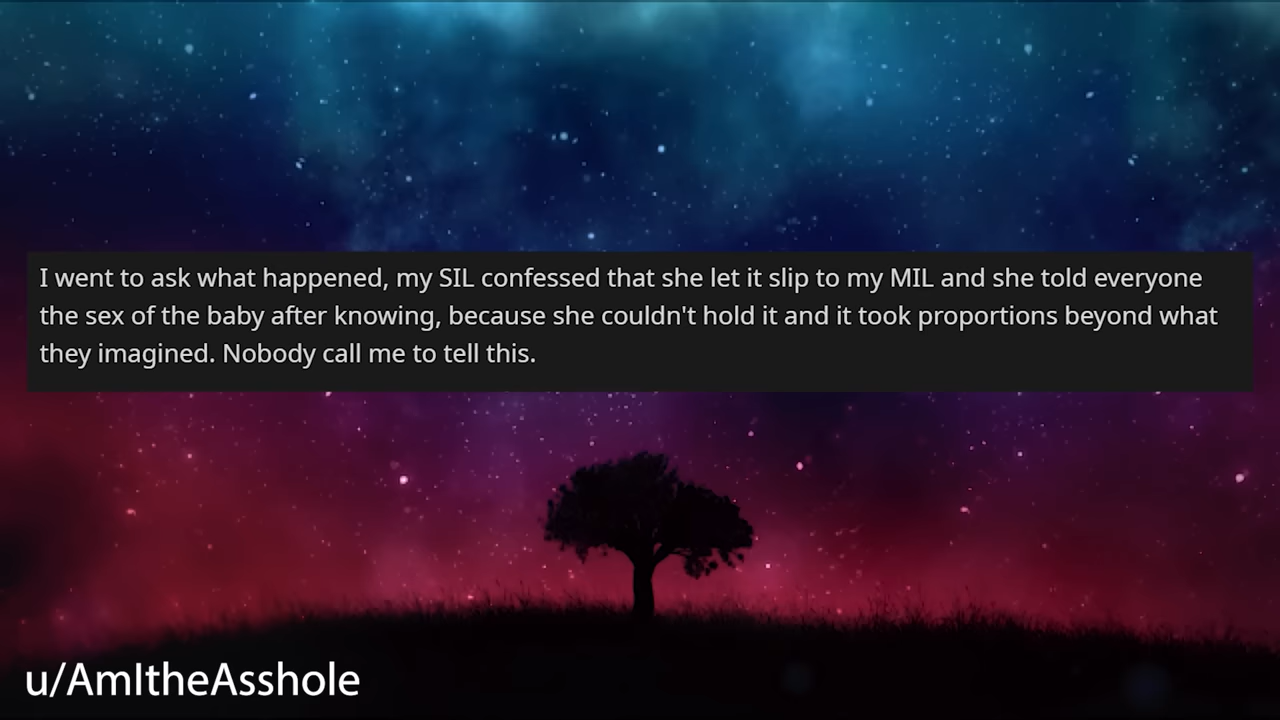 I went to ask what happened, my SIL confessed that she let it slip to my MIL and she told everyone
the sex of the baby after knowing, because she couldn't hold it and it took proportions beyond what
they imagined. Nobody call me to tell this.
u/AmItheAsshole